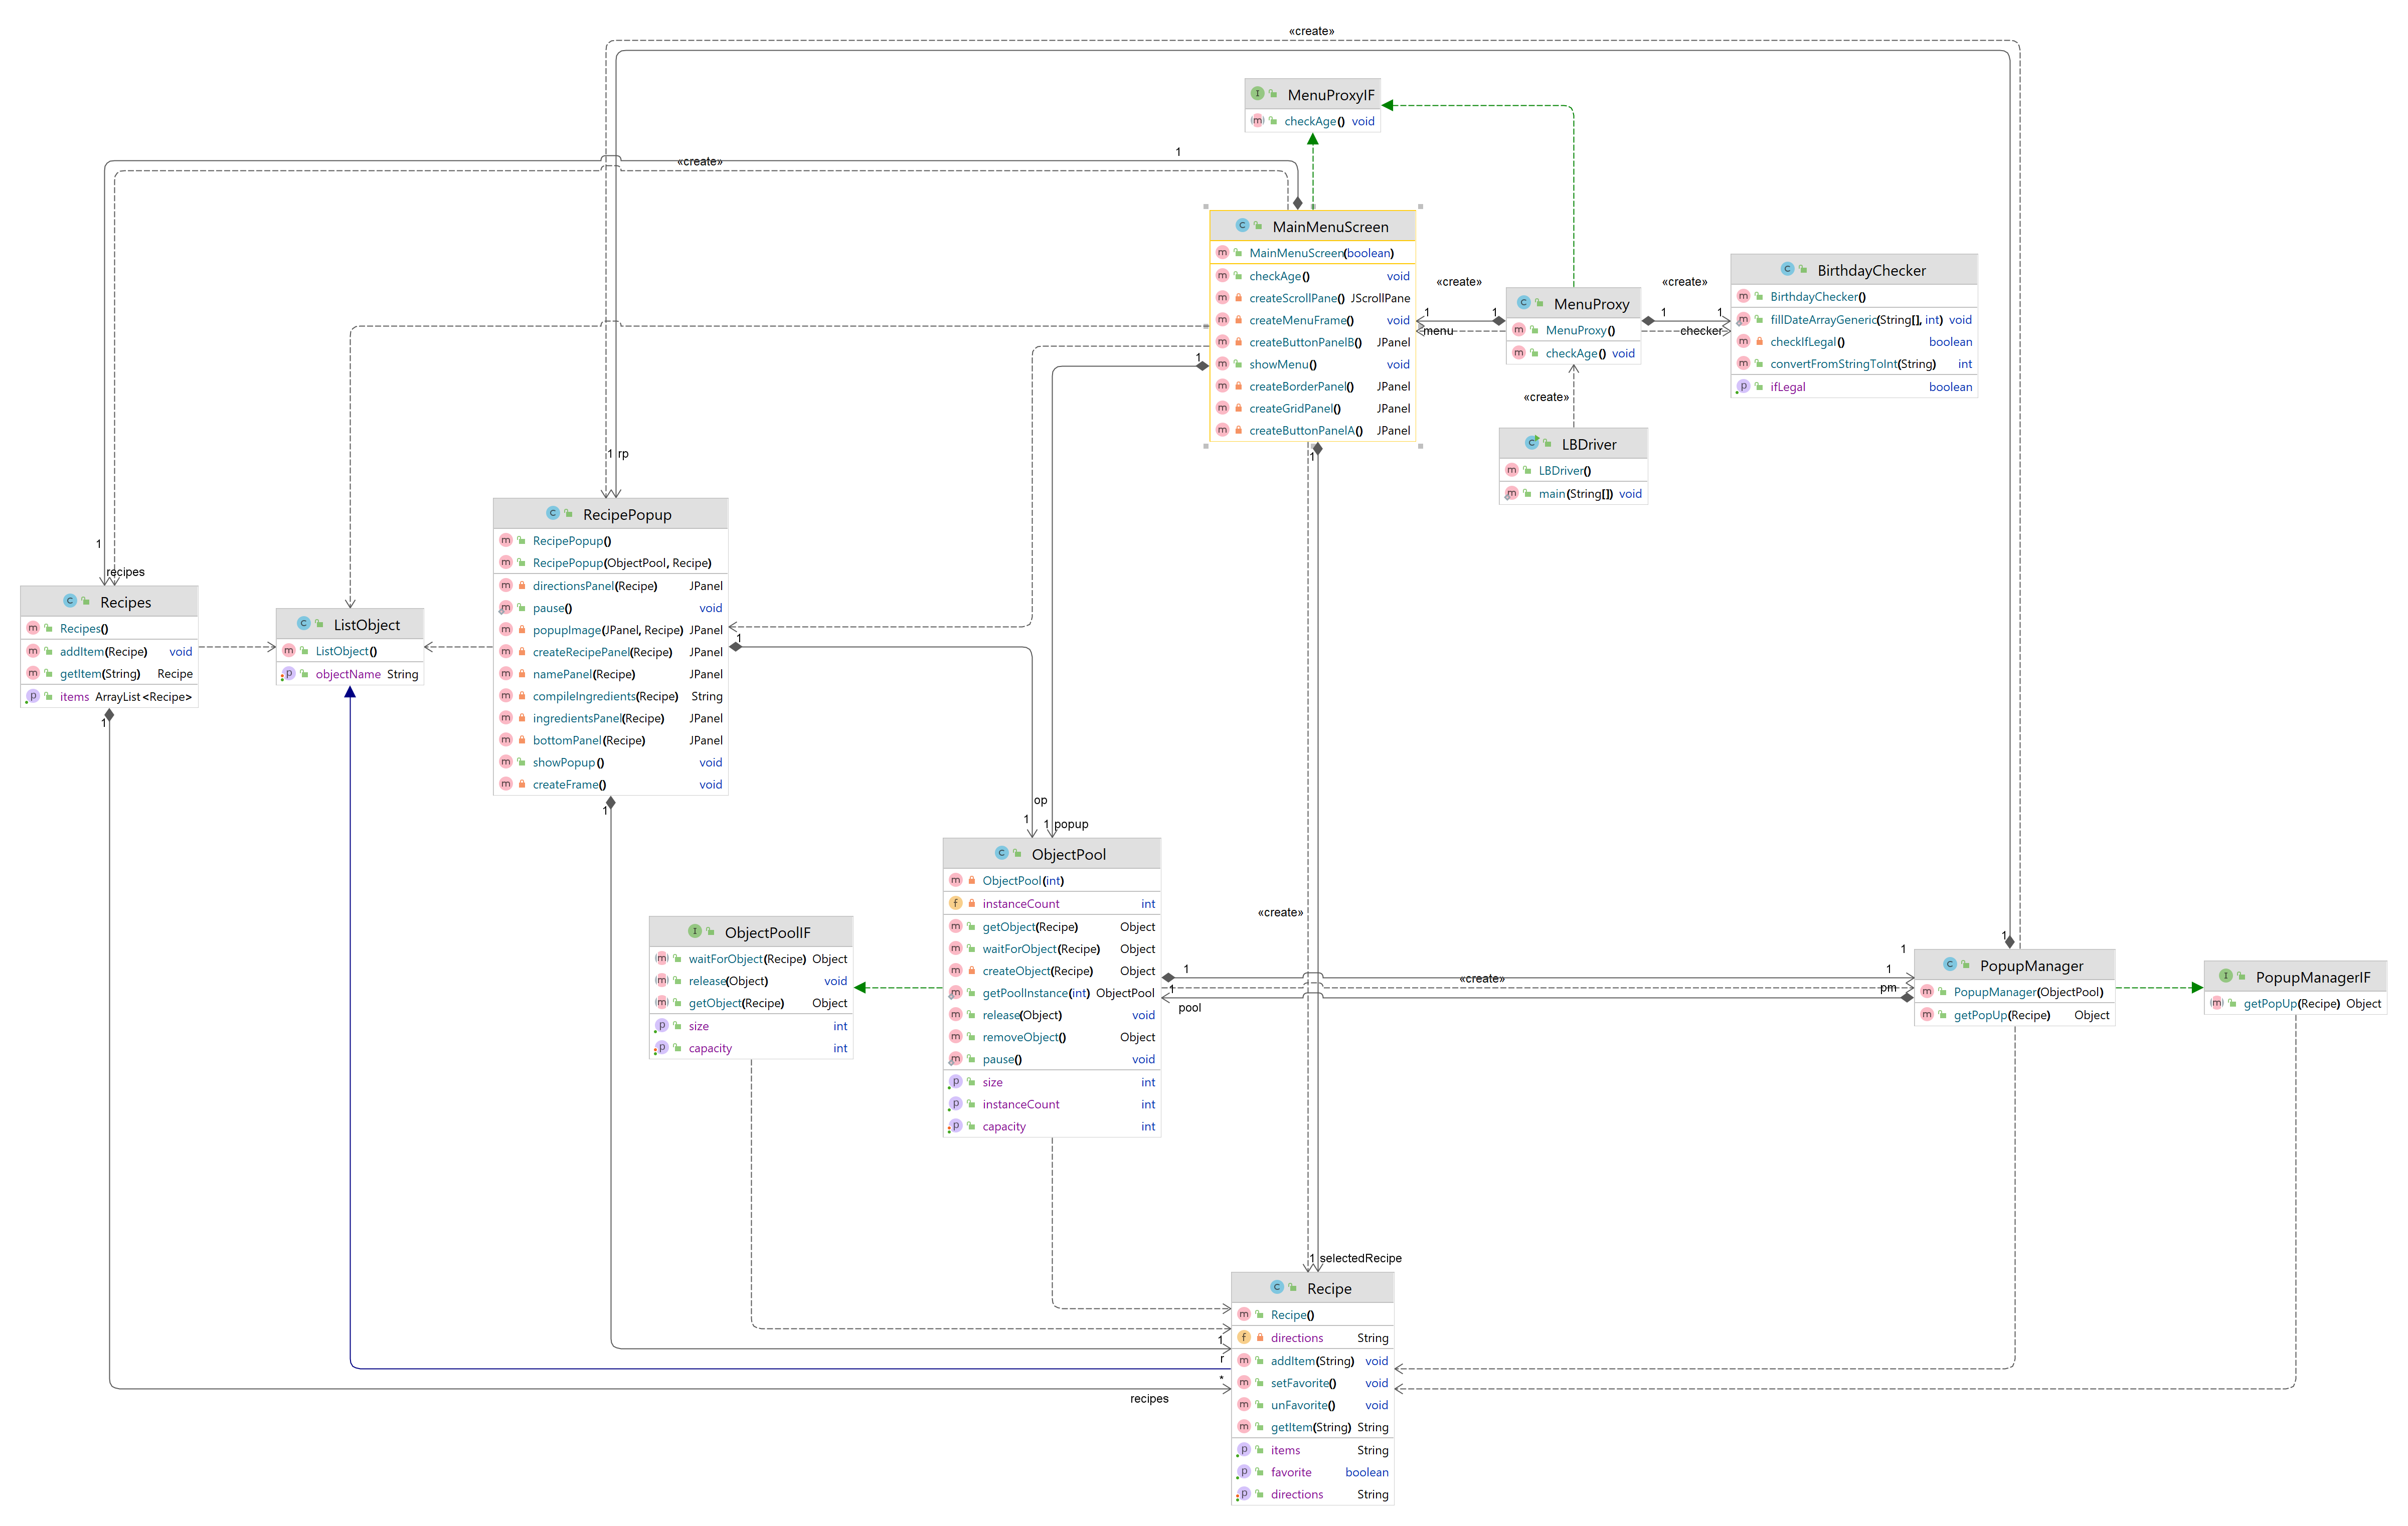 «create»
MenuProxyIF
checkAge() void
1
«create»
MainMenuScreen
MainMenuScreen(boolean)
checkAge() void
createScrollPane() JScrollPane
createMenuFrame() void
createButtonPanelB() JPanel
showMenu() void
createBorderPanel() JPanel
createGridPanel() JPanel
createButtonPanelA() JPanel
«create»
1
1
menu
MenuProxy
MenuProxy()
checkAge() void
«create»
1
1
checker
BirthdayChecker
BirthdayChecker()
fillDateArrayGeneric(String[], int) void
checkIfLegal() boolean
convertFromStringToInt(String) int
ifLegal boolean
1
«create»
LBDriver
LBDriver()
main(String[]) void
1
1 rp
RecipePopup
RecipePopup()
RecipePopup(ObjectPool, Recipe)
directionsPanel(Recipe) JPanel
pause() void
popupImage(JPanel, Recipe) JPanel
createRecipePanel(Recipe) JPanel
namePanel(Recipe) JPanel
compileIngredients(Recipe) String
ingredientsPanel(Recipe) JPanel
bottomPanel(Recipe) JPanel
showPopup() void
createFrame() void
1
recipes
Recipes
Recipes()
addItem(Recipe) void
getItem(String) Recipe
items ArrayList<Recipe>
1
ListObject
ListObject()
objectName String
1
1
op
1
1 popup
ObjectPool
ObjectPool(int)
instanceCount int
getObject(Recipe) Object
waitForObject(Recipe) Object
createObject(Recipe) Object
getPoolInstance(int) ObjectPool
release(Object) void
removeObject() Object
pause() void
size int
instanceCount int
capacity int
ObjectPoolIF
waitForObject(Recipe) Object
release(Object) void
getObject(Recipe) Object
size int
capacity int
«create»
1
1
pool
«create»
1
1
1
pm
PopupManager
PopupManager(ObjectPool)
getPopUp(Recipe) Object
PopupManagerIF
getPopUp(Recipe) Object
1 selectedRecipe
Recipe
Recipe()
directions String
addItem(String) void
setFavorite() void
unFavorite() void
getItem(String) String
items String
favorite boolean
directions String
1
r
*
recipes